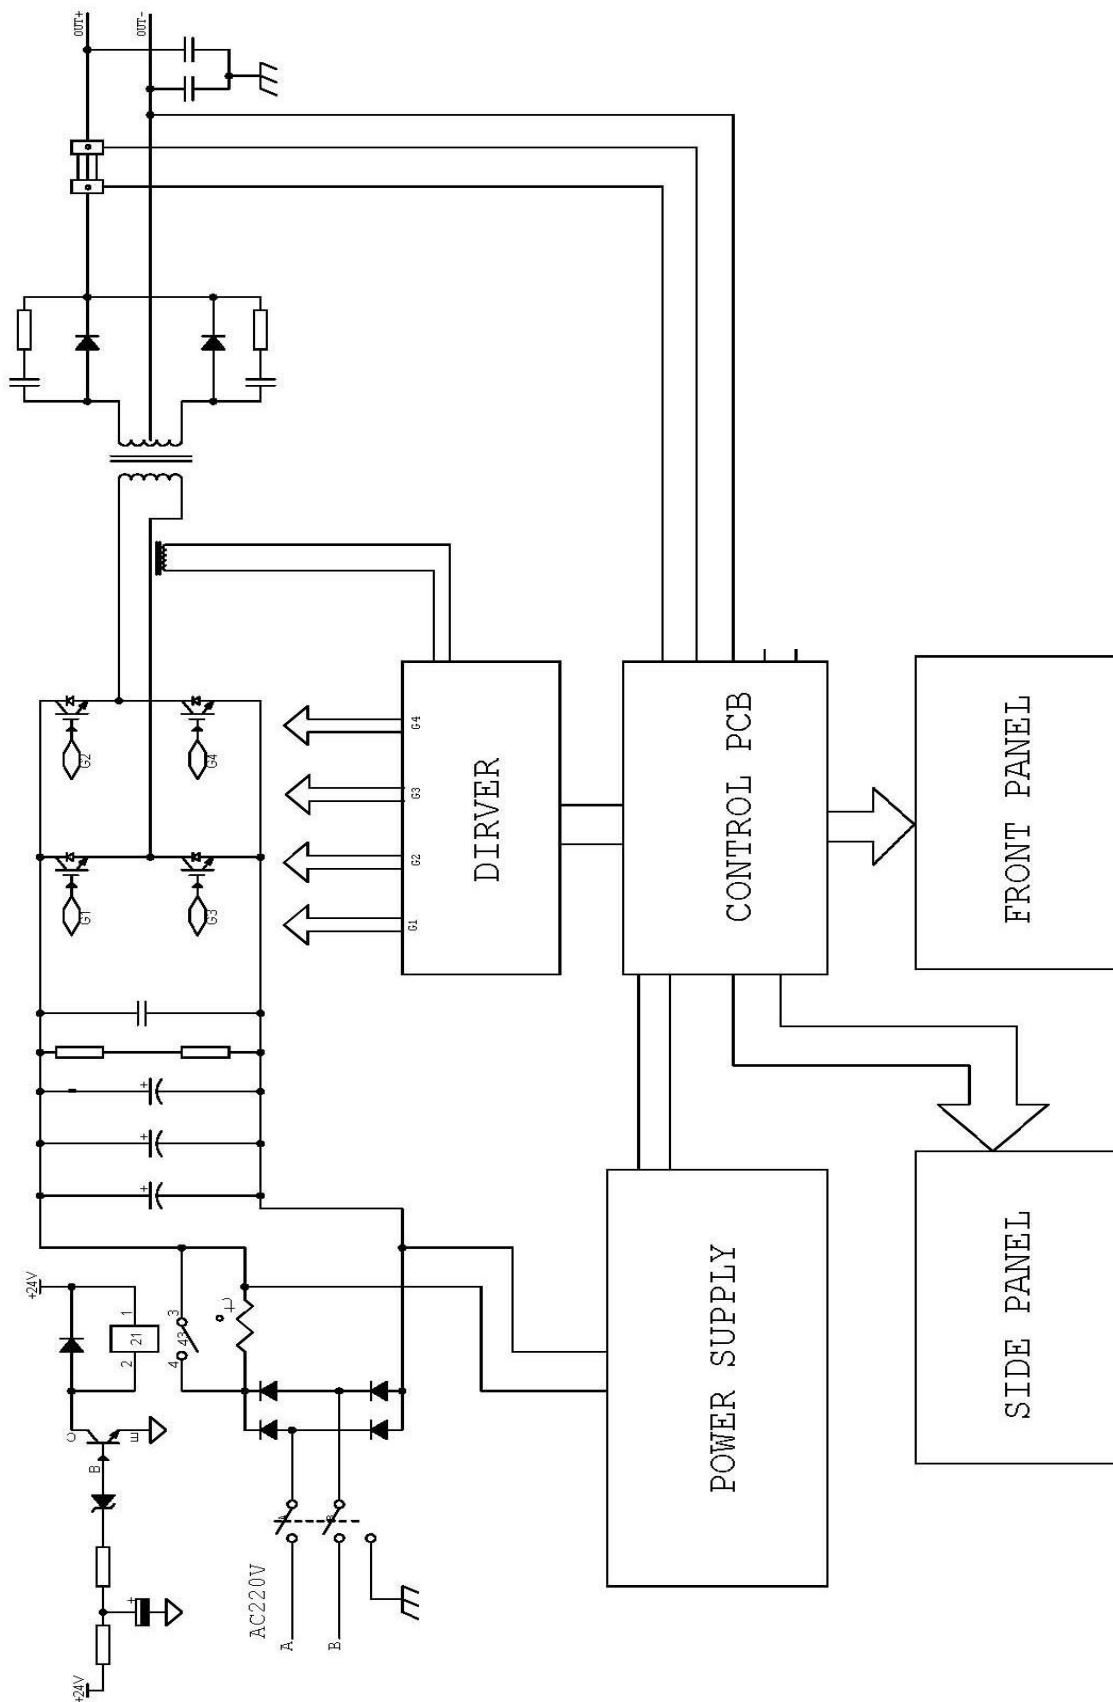 +24V
+
B
C
E
+24V
2
21
1
4
43
3
t°
AC220V
A
B
A
B
+
+
+
G1
G2
G3
G4
OUT+
OUT-
G1
G2
G3
G4
DIRVER
CONTROL PCB
POWER SUPPLY
FRONT PANEL
SIDE PANEL